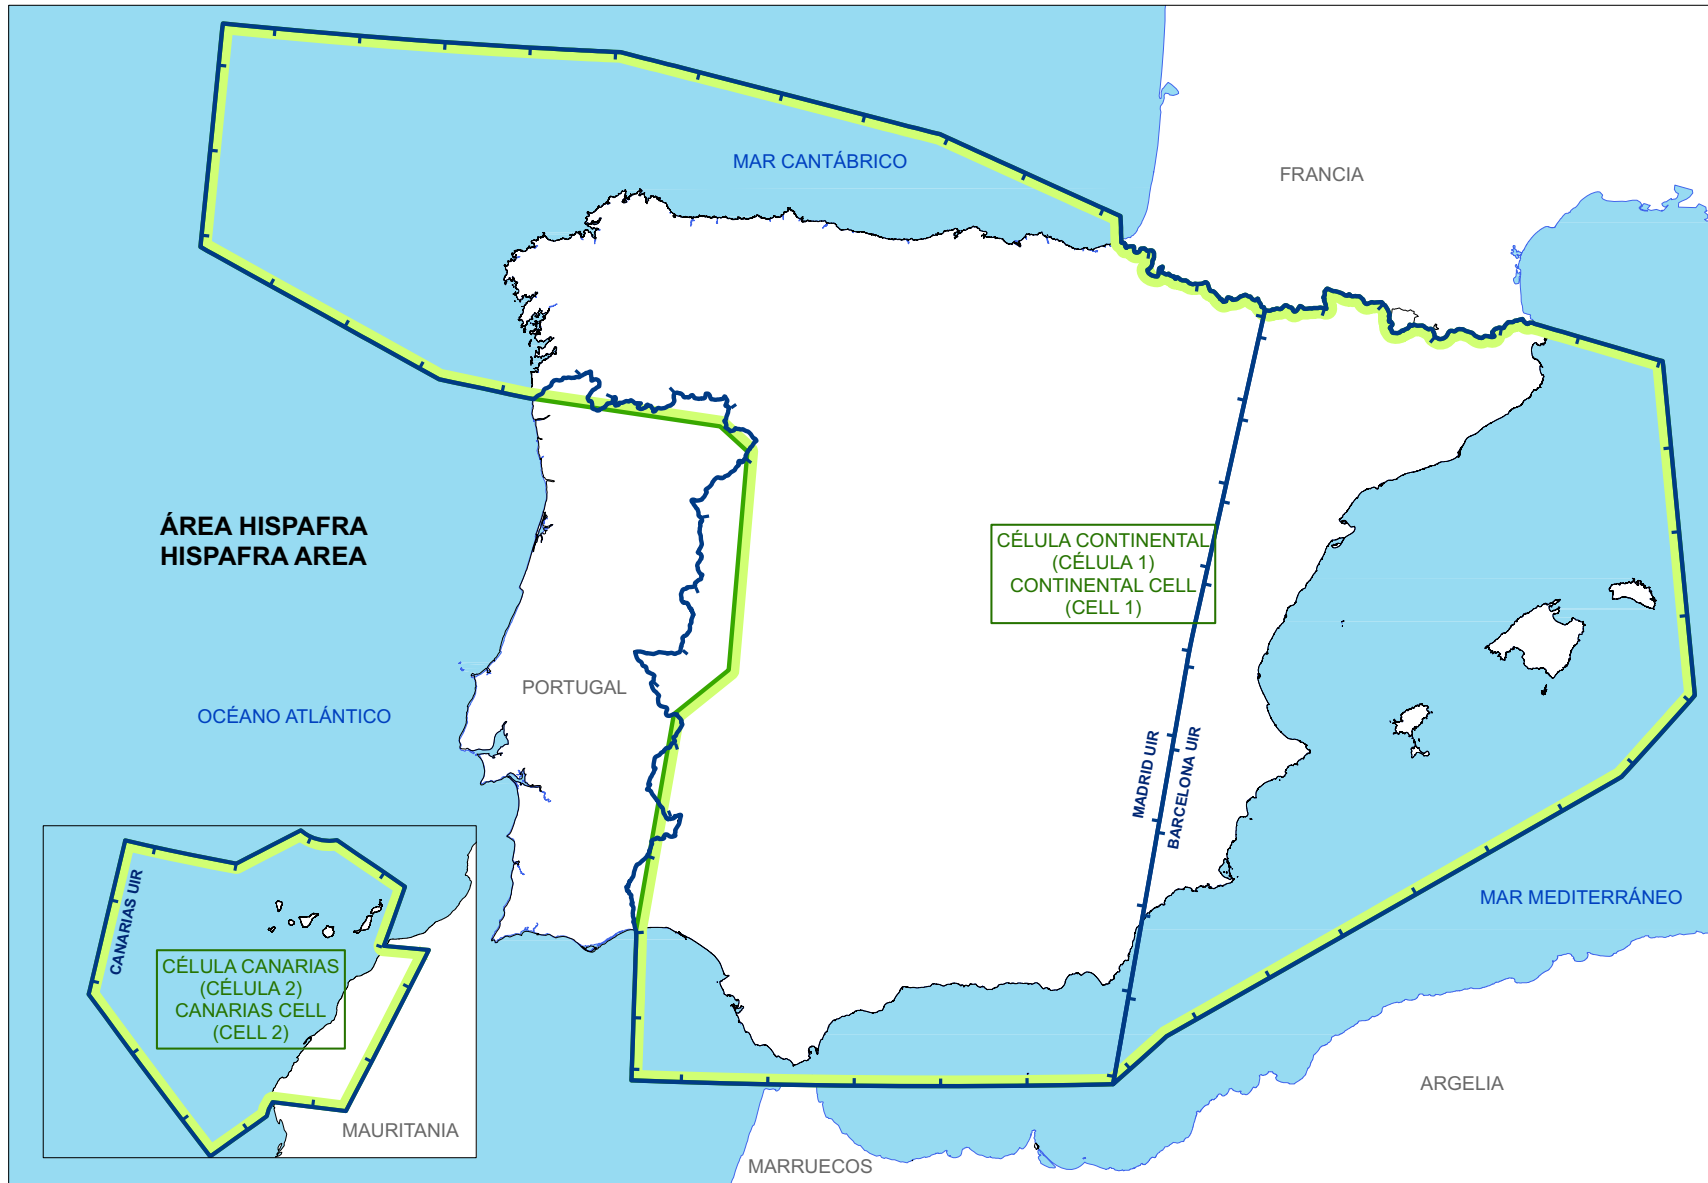 MAR CANTÁBRICO
FRANCIA
ÁREA HISPAFRA
HISPAFRA AREA
CÉLULA CONTINENTAL
(CÉLULA 1)
CONTINENTAL CELL
(CELL 1)
PORTUGAL
OCÉANO ATLÁNTICO
MADRID UIR
BARCELONA UIR
CANARIAS UIR
MAR MEDITERRÁNEO
CÉLULA CANARIAS
(CÉLULA 2)
CANARIAS CELL
(CELL 2)
ARGELIA
MAURITANIA
MARRUECOS